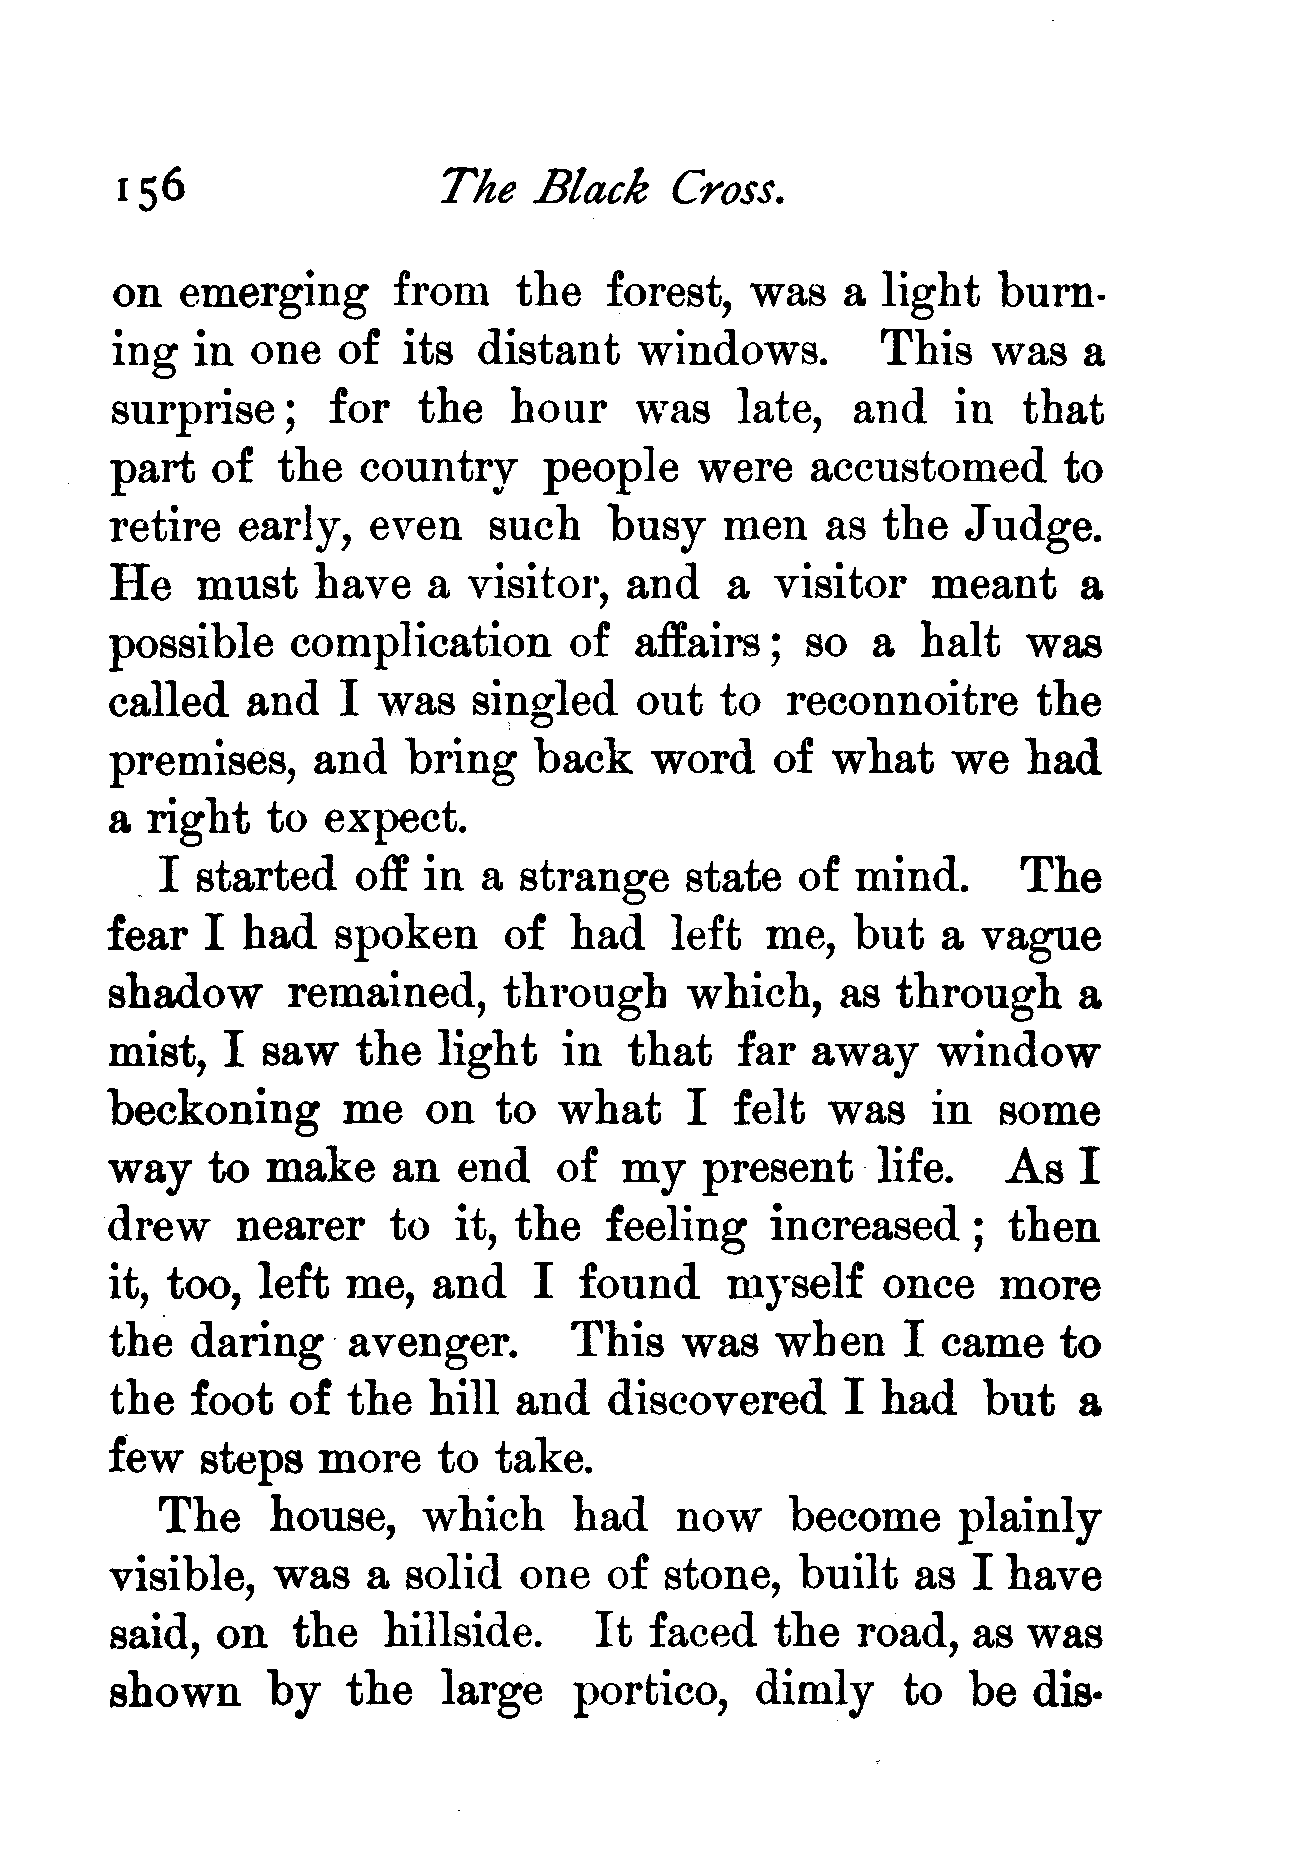 156 The Black Cross.
on emerging from the forest, was a light burn-
ing in one of its distant windows. This was a
surprise; for the hour was late, and in that
part of the country people were accustomed to
retire early, even such busy men as the Judge.
He must have a visitor, and a visitor meant a
possible complication of affairs; so a halt was
called and I was singled out to reconnoitre the
premises, and bring back word of what we had
a right to expect.
I started off in a strange state of mind. The
fear I had spoken of had left me, but a vague
shadow remained, through which, as through a
mist, I saw the light in that far away window
beckoning me on to what I felt was in some
way to make an end of my present life. As I
drew nearer to it, the feeling increased; then
it, too, left me, and I found myself once more
the daring avenger. This was when I came to
the foot of the hill and discovered I had but a
few steps more to take.
The house, which had now become plainly
visible, was a solid one of stone, built as I have
said, on the hillside. It faced the road, as was
shown by the large portico, dimly to be dis-